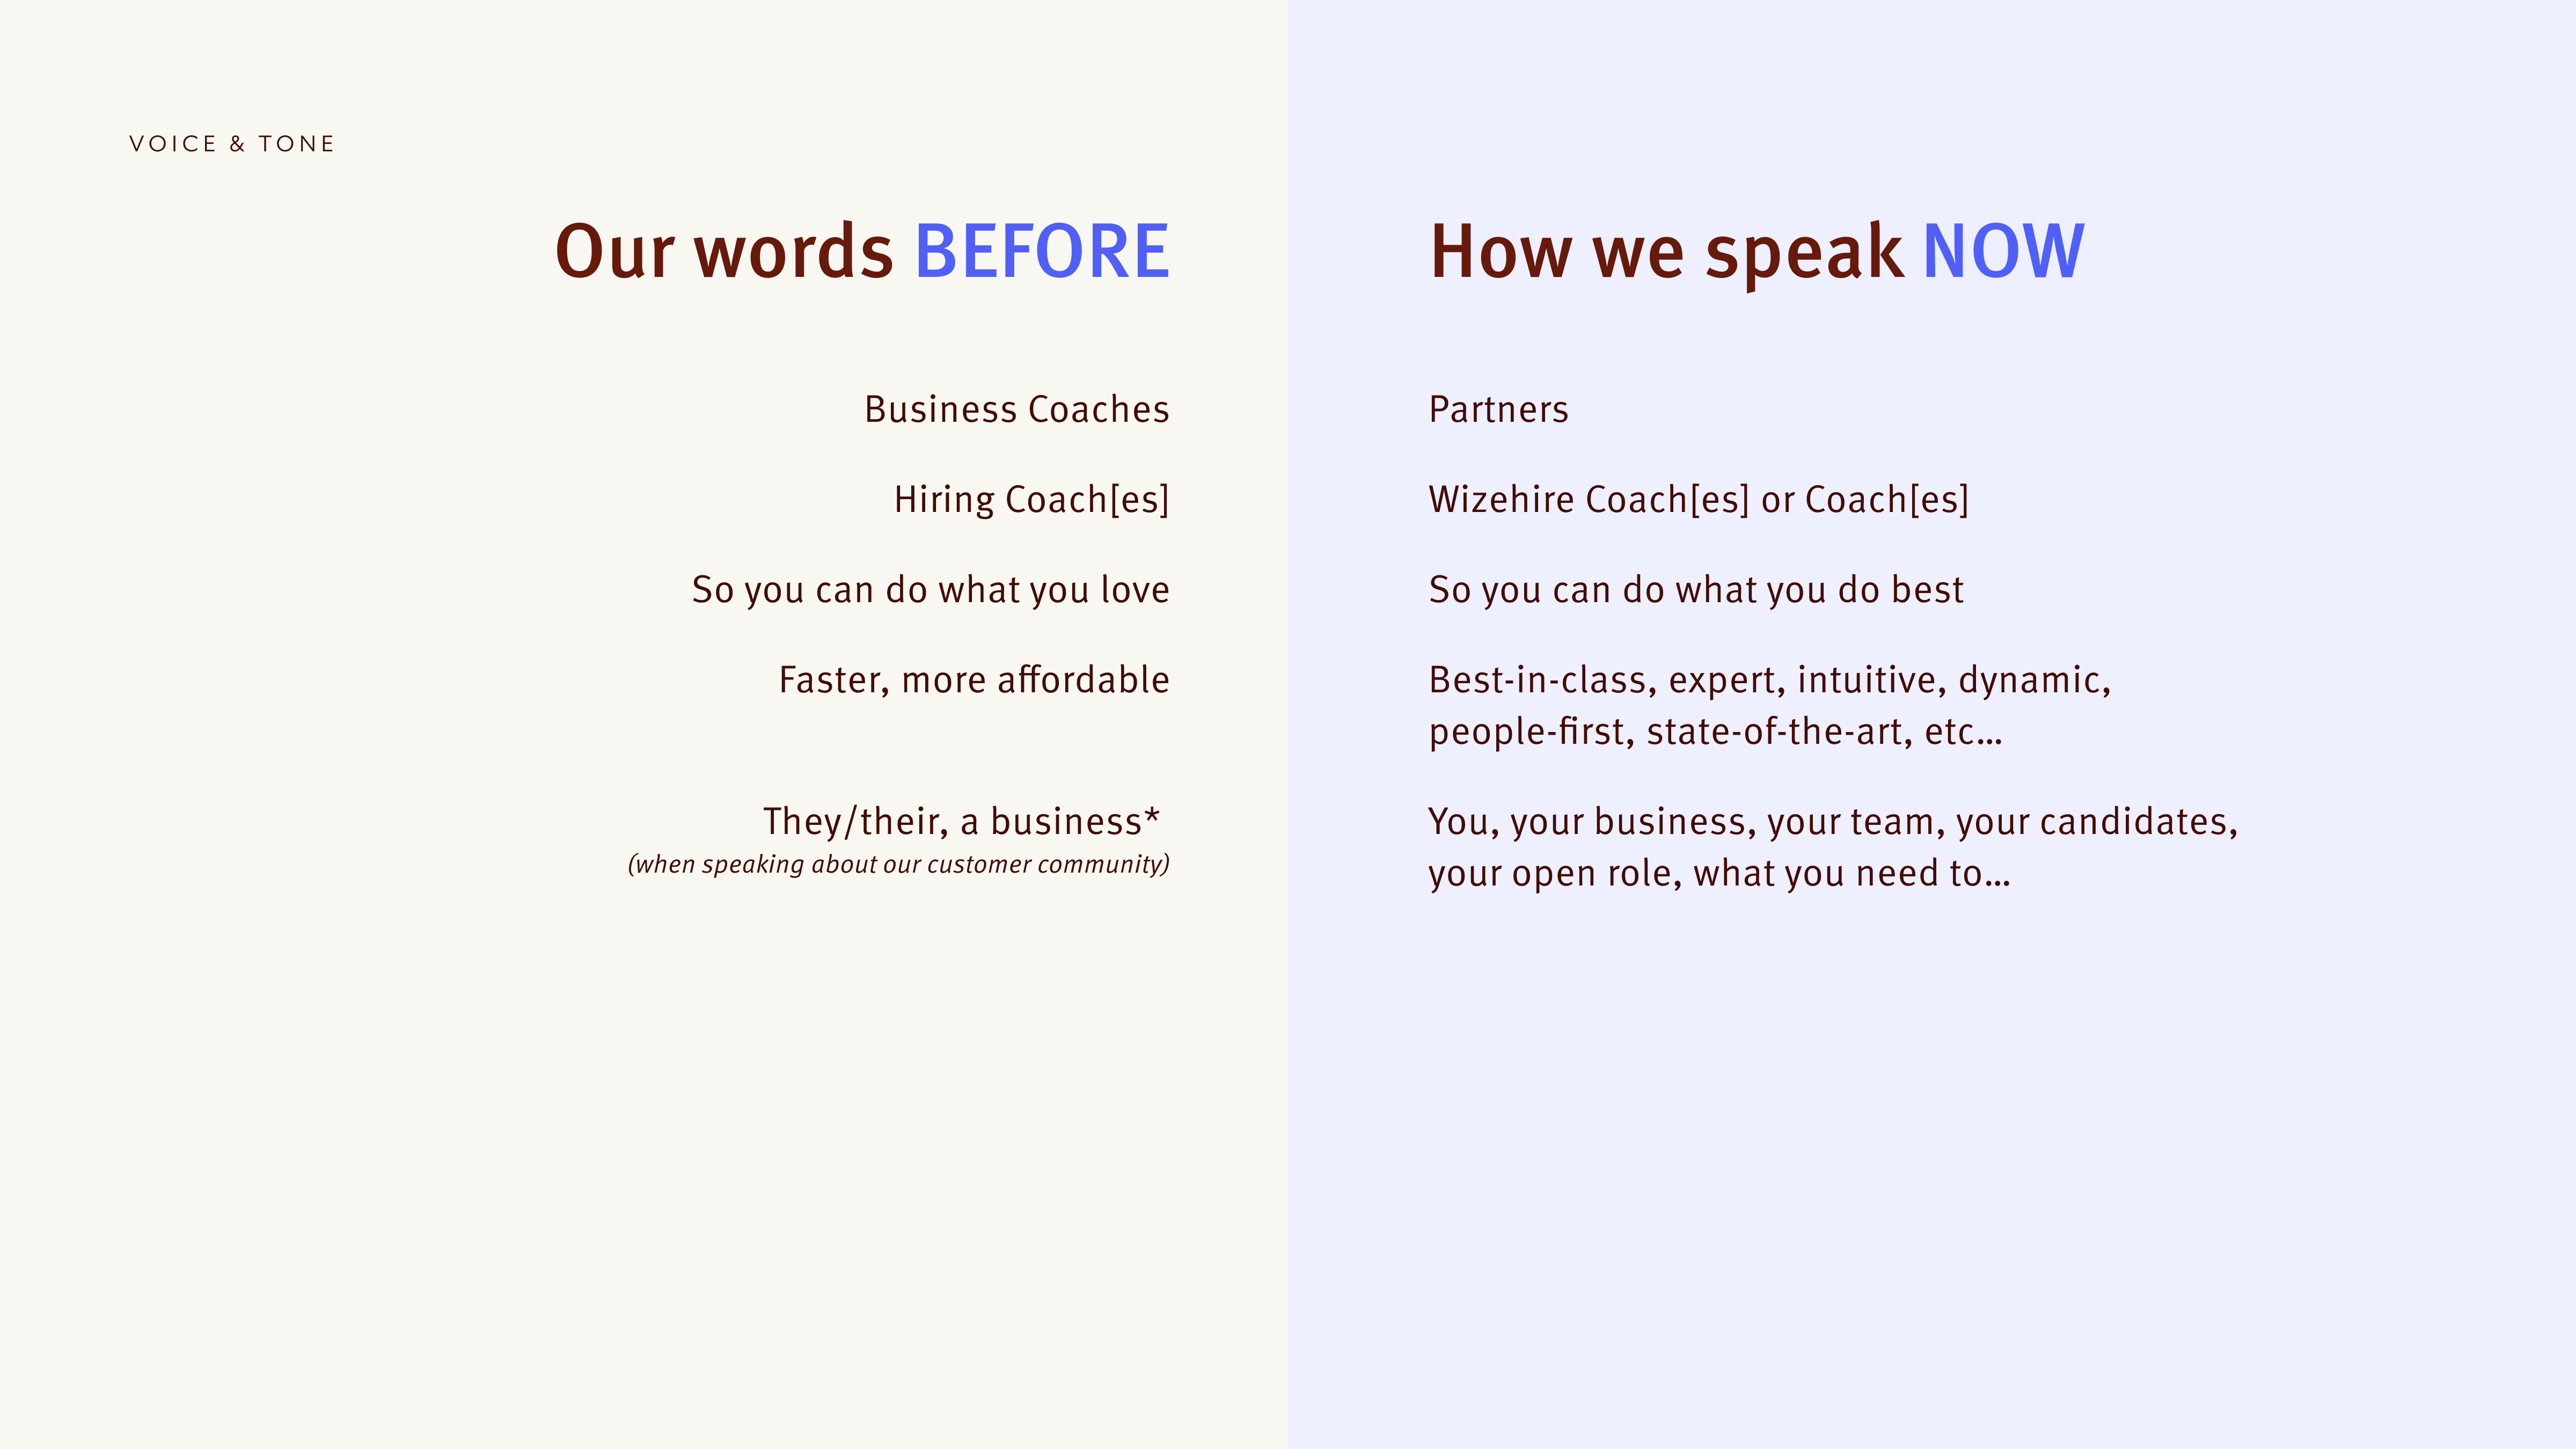 VOICE & TONE
Our words BEFORE
Business Coaches
Hiring Coach[es]
So you can do what you love
Faster, more affordable
They/their, a business*
(when speaking about our customer community)
How we speak NOW
Partners
Wizehire Coach[es] or Coach[es]
So you can do what you do best
Best-in-class, expert, intuitive, dynamic,
people-first, state-of-the-art, etc…
You, your business, your team, your candidates,
your open role, what you need to…